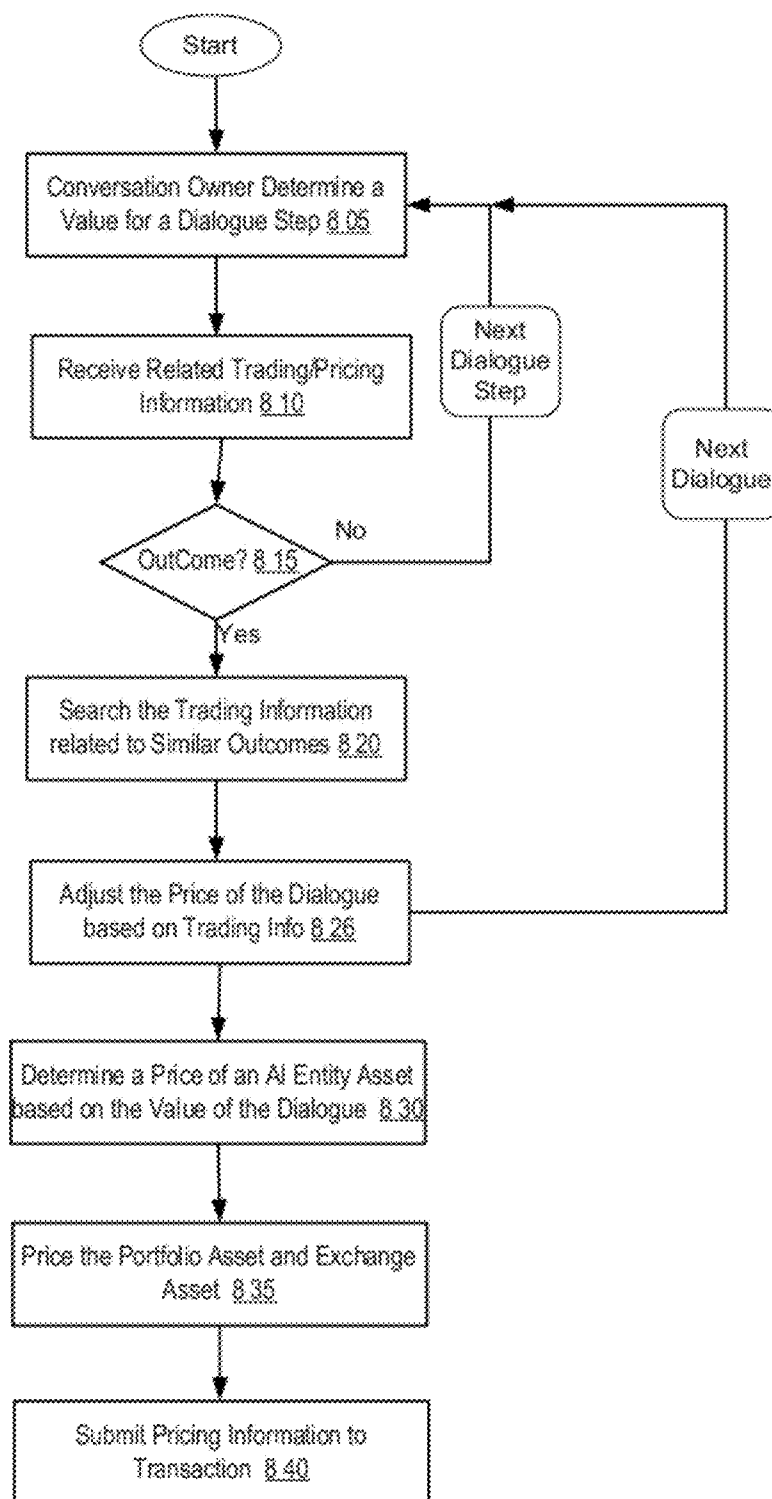 Start
Conversation Owner Determine a
Value for a Dialogue Step 8.05
Receive Related Trading/Pricing
Information 8.10
Next
Dialogue
Step
Next
Dialogue
OutCome? 8.15
No
Yes
Search the Trading Information
related to Similar Outcomes 8.20
Adjust the Price of the Dialogue
based on Trading Info 8.26
Determine a Price of an AI Entity Asset
based on the Value of the Dialogue 8.30
Price the Portfolio Asset and Exchange
Asset 8.35
Submit Pricing Information to
Transaction 8.40